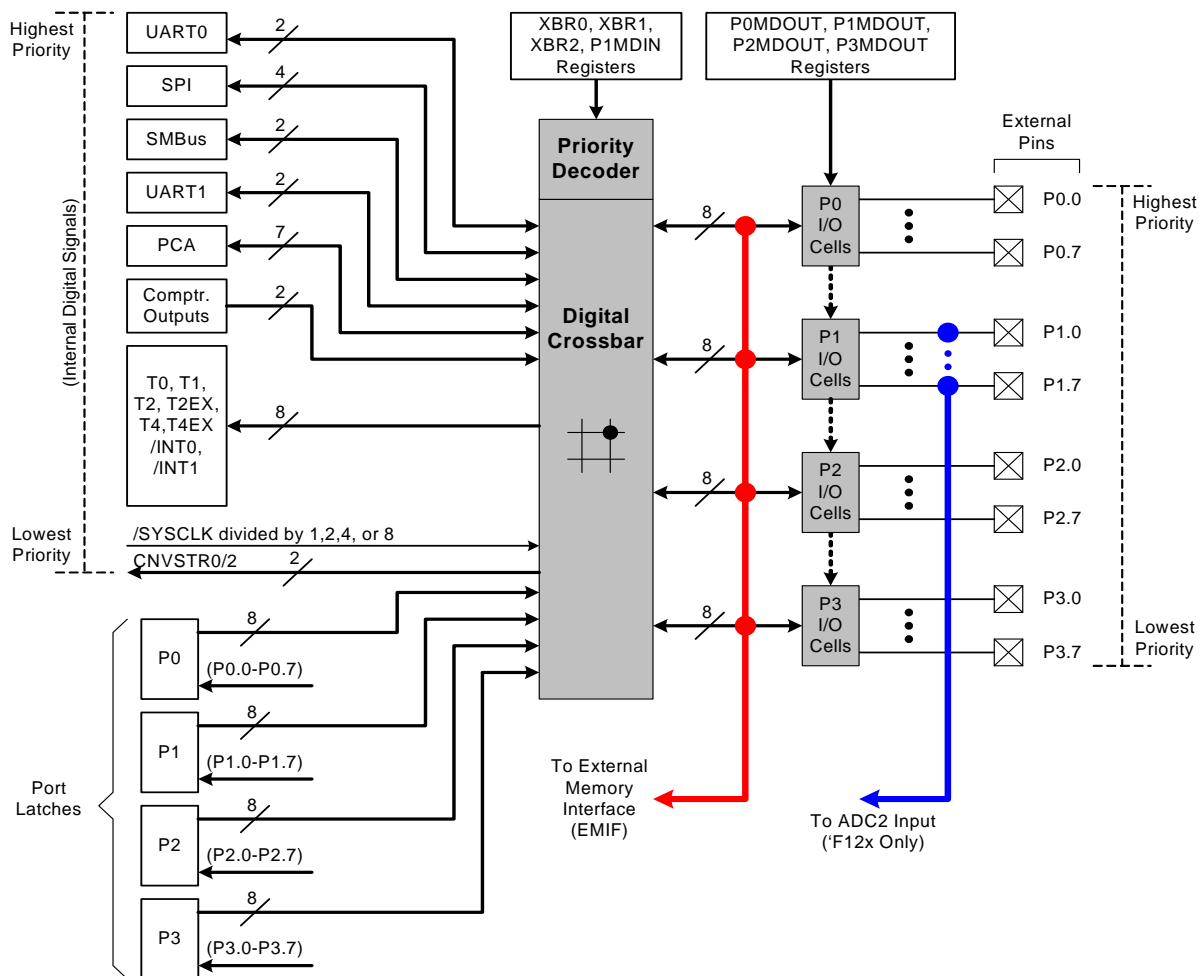 Highest
Priority
UART0
2
SPI
4
SMBus
2
UART1
2
PCA
7
Comptr.
Outputs
2
T0, T1,
T2, T2EX,
T4,T4EX
/INT0,
/INT1
8
(Internal Digital Signals)
Lowest
Priority
/SYSCLK divided by 1,2,4, or 8
CNVSTR0/2
2
XBR0, XBR1,
XBR2, P1MDIN
Registers
P0MDOUT, P1MDOUT,
P2MDOUT, P3MDOUT
Registers
Priority
Decoder
Digital
Crossbar
8
8
8
8
P0
I/O
Cells
P1
I/O
Cells
P2
I/O
Cells
P3
I/O
Cells
External
Pins
P0.0
P0.7
P1.0
P1.7
P2.0
P2.7
P3.0
P3.7
Highest
Priority
Lowest
Priority
Port
Latches
P0
8
(P0.0-P0.7)
P1
8
(P1.0-P1.7)
P2
8
(P2.0-P2.7)
P3
8
(P3.0-P3.7)
To External
Memory
Interface
(EMIF)
To ADC2 Input
(‘F12x Only)